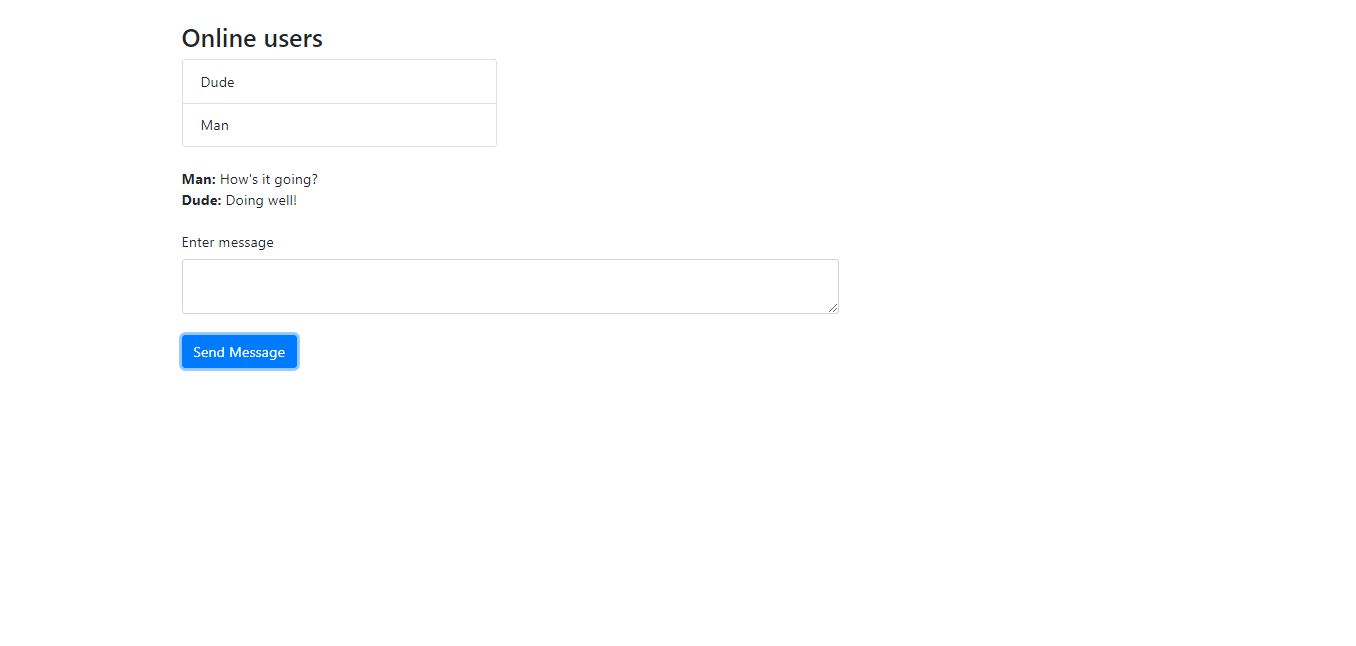 Online users
Dude
Man
Man: How's it going?
Dude: Doing well!
Enter message
Send Message